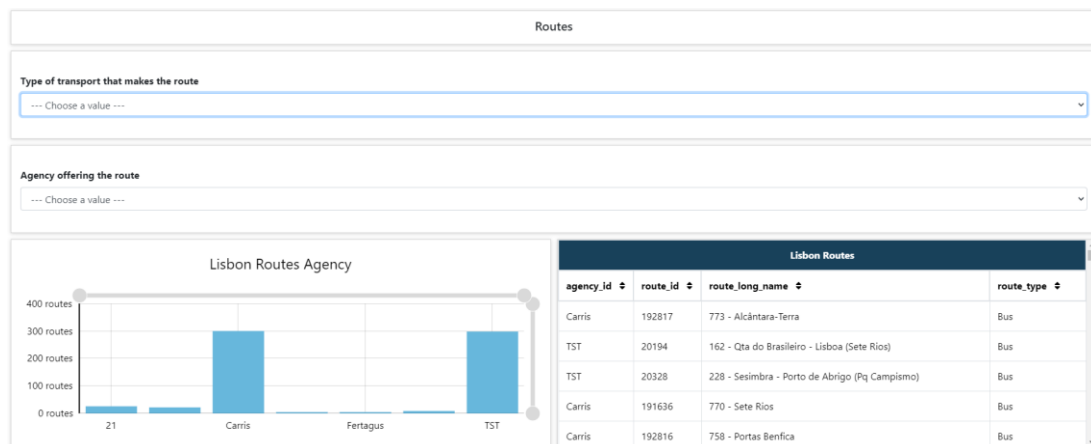 Routes
Type of transport that makes the route
--- Choose a value ---
Agency offering the route
--- Choose a value ---
Lisbon Routes Agency
400 routes
300 routes
200 routes
100 routes
0 routes
21 Carris Fertagus TST
Lisbon Routes
agency_id route_id route_long_name route_type
Carris 192817 773 - Alcântara-Terra Bus
TST 20194 162 - Qta do Brasileiro - Lisboa (Sete Rios) Bus
TST 20328 228 - Sesimbra - Porto de Abrigo (Pq Campismo) Bus
Carris 191636 770 - Sete Rios Bus
Carris 192816 758 - Portas Benfica Bus